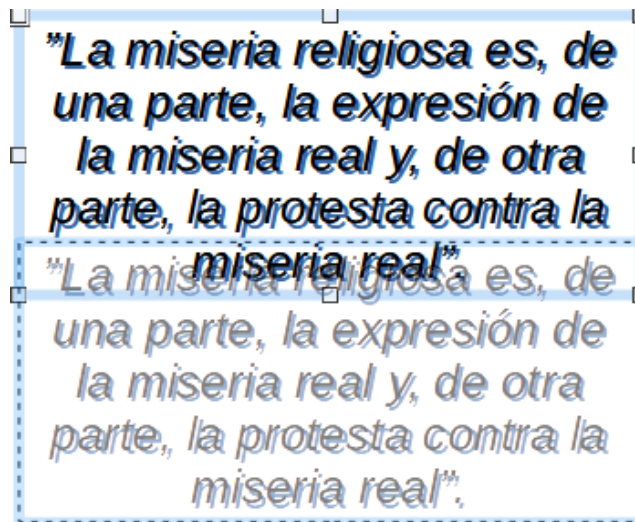 ”La miseria religiosa es, de
una parte, la expresión de
la miseria real y, de otra
parte, la protesta contra la
miseria real”.
”La miseria religiosa es, de
una parte, la expresión de
la miseria real y, de otra
parte, la protesta contra la
miseria real”.